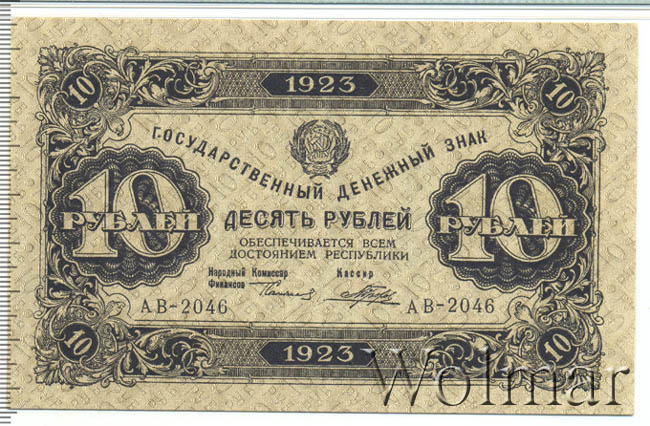 10 1923 10
ГОСУДАРСТВЕННЫЙ ДЕНЕЖНЫЙ ЗНАК
10 РУБЛЕЙ
ДЕСЯТЬ РУБЛЕЙ
10 РУБЛЕЙ
ОБЕСПЕЧИВАЕТСЯ ВСЕМ
ДОСТОЯНИЕМ РЕСПУБЛИКИ
Народный Комиссар Кассир
Финансов
АВ-2046 АВ-2046
10 1923 10
Wolmar